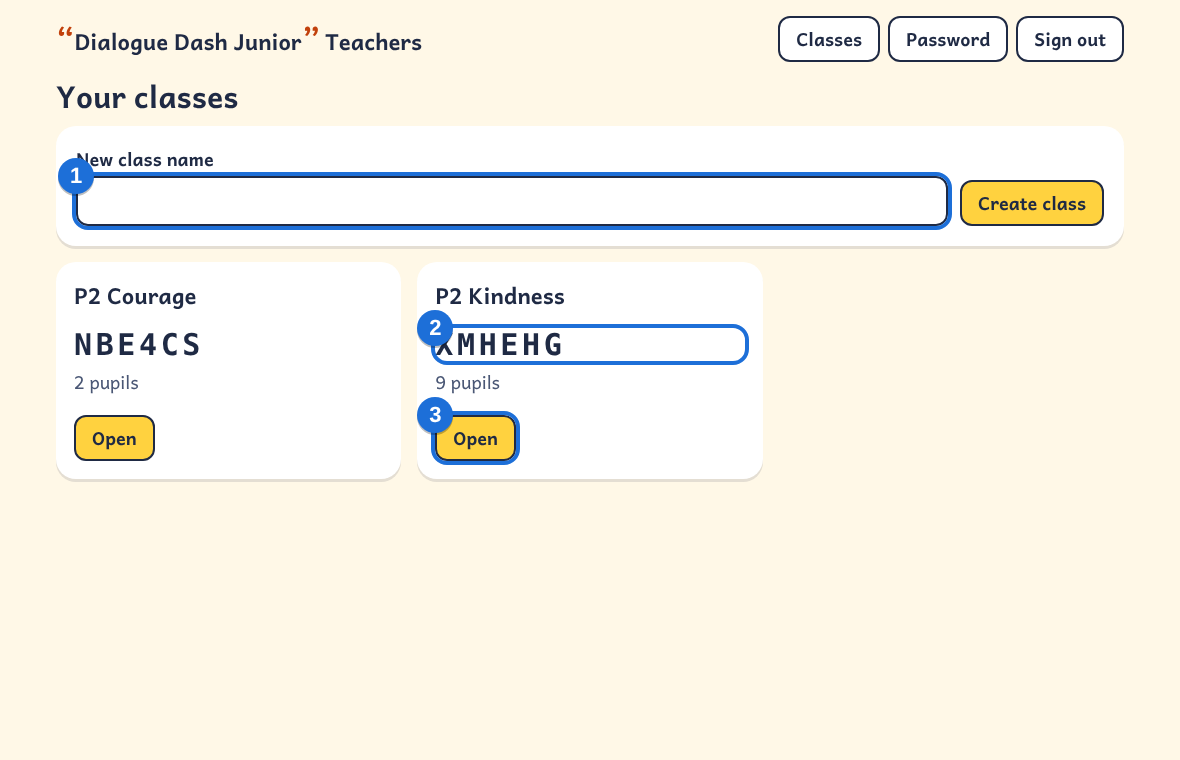 “Dialogue Dash Junior” Teachers
Classes
Password
Sign out
Your classes
New class name
1
Create class
P2 Courage
NBE4CS
2 pupils
Open
P2 Kindness
2
XMHEHG
9 pupils
3
Open